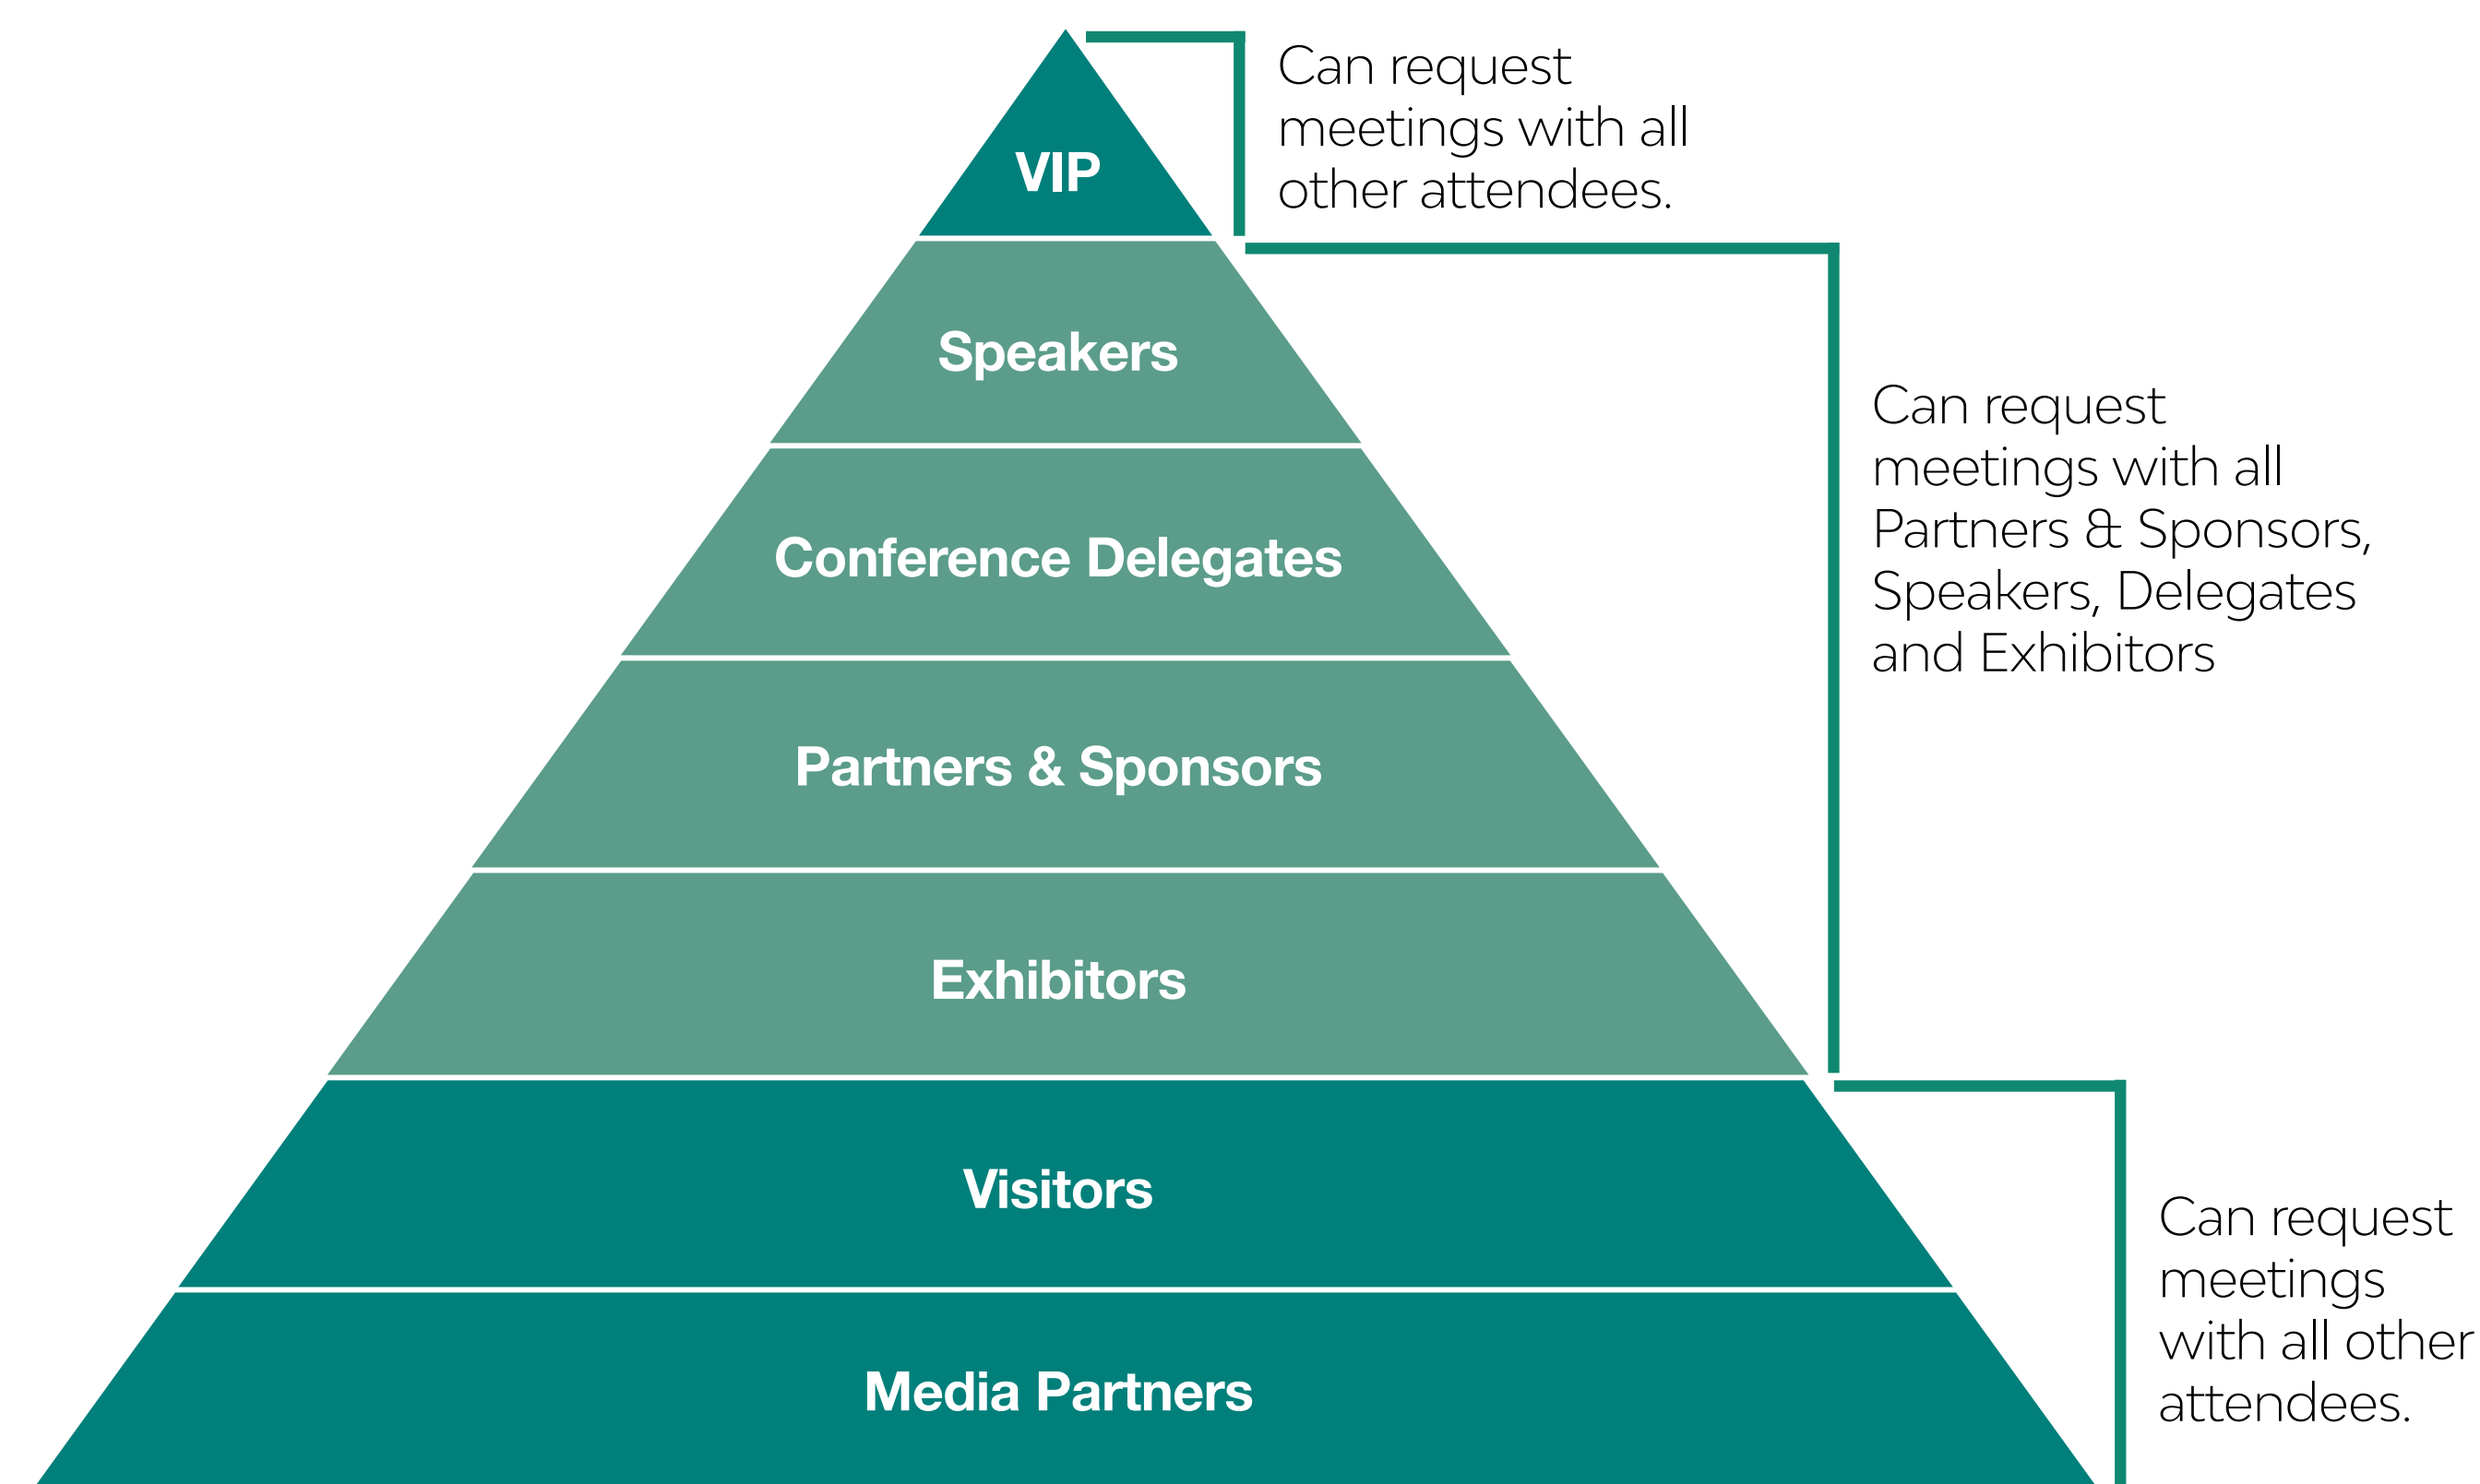 VIP
Can request
meetings with all
other attendees.
Speakers
Conference Delegates
Partners & Sponsors
Exhibitors
Can request
meetings with all
Partners & Sponsors,
Speakers, Delegates
and Exhibitors
Visitors
Media Partners
Can request
meetings
with all other
attendees.